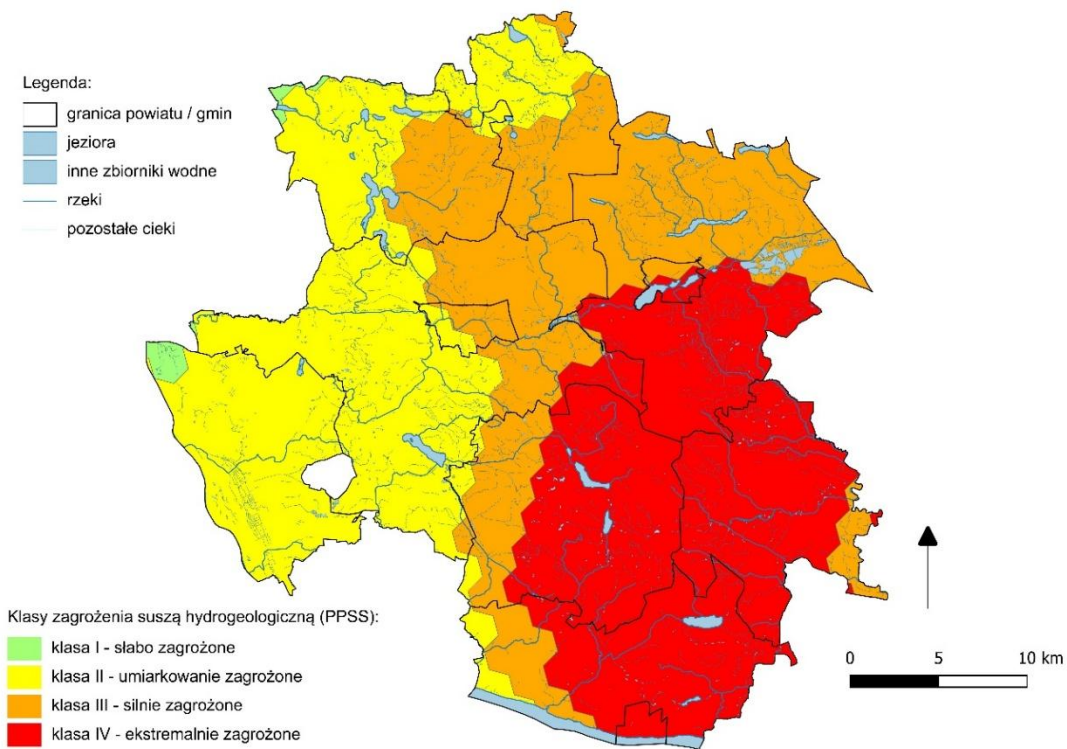 Legenda:
granica powiatu / gmin
jeziora
inne zbiorniki wodne
rzeki
pozostałe cieki
Klasy zagrożenia suszą hydrogeologiczną (PPSS):
klasa I - słabo zagrożone
klasa II - umiarkowanie zagrożone
klasa III - silnie zagrożone
klasa IV - ekstremalnie zagrożone
0 5 10 km